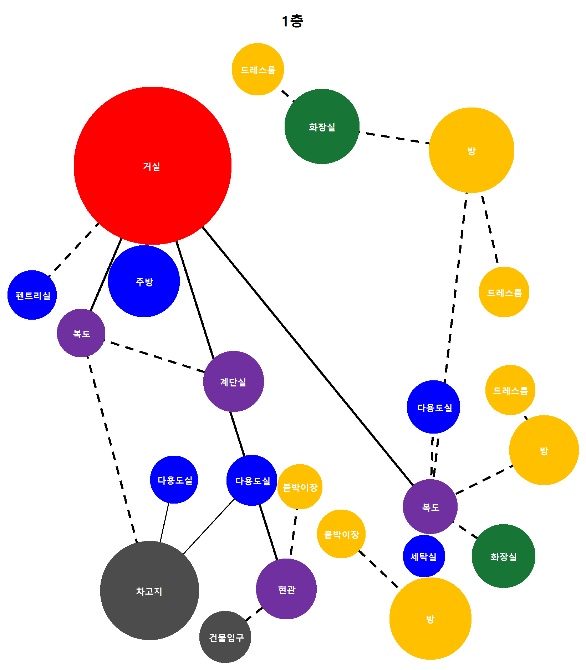 1층
드레스룸
화장실
방
거실
주방
팬트리실
드레스룸
복도
계단실
드레스룸
다용도실
방
다용도실
다용도실
붙박이장
복도
붙박이장
세탁실
화장실
차고지
현관
방
건물입구